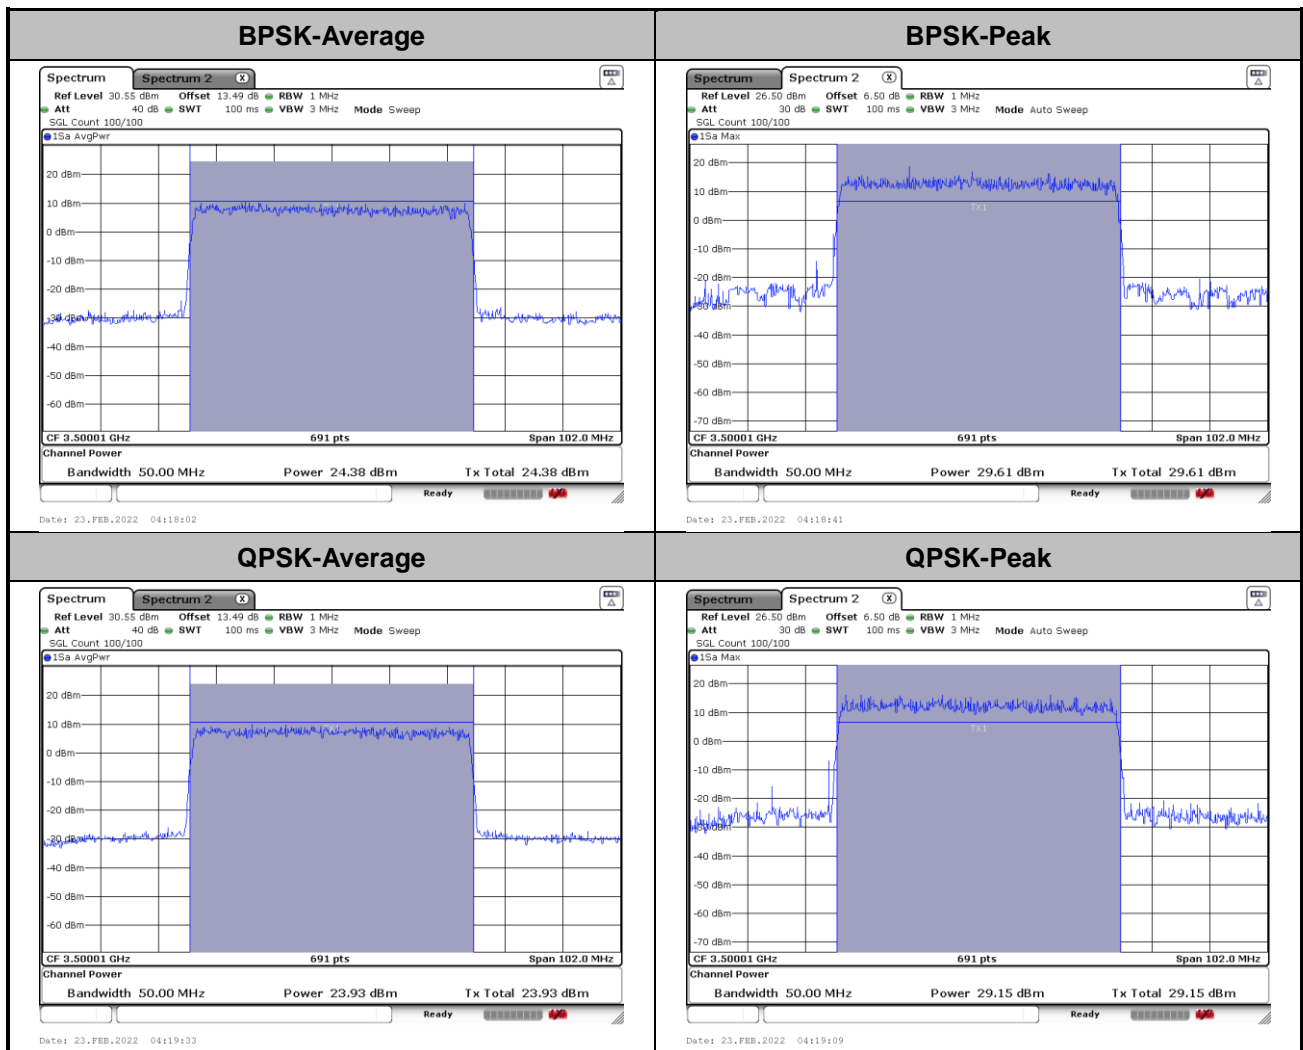 BPSK-Average
BPSK-Peak
Spectrum Spectrum 2 X
Ref Level 30.55 dBm Offset 13.49 dB RBW 1 MHz
Att 40 dB SWT 100 ms VBW 3 MHz Mode Sweep
SGL Count 100/100
1Sa AvgPwr
20 dBm
10 dBm
0 dBm
-10 dBm
-20 dBm
-30 dBm
-40 dBm
-50 dBm
-60 dBm
CF 3.50001 GHz 691 pts Span 102.0 MHz
Channel Power
Bandwidth 50.00 MHz Power 24.38 dBm Tx Total 24.38 dBm
Ready
Date: 23.FEB.2022 04:18:02
Spectrum Spectrum 2 X
Ref Level 26.50 dBm Offset 6.50 dB RBW 1 MHz
Att 30 dB SWT 100 ms VBW 3 MHz Mode Auto Sweep
SGL Count 100/100
1Sa Max
20 dBm
10 dBm
TX1
0 dBm
-10 dBm
-20 dBm
-30 dBm
-40 dBm
-50 dBm
-60 dBm
-70 dBm
CF 3.50001 GHz 691 pts Span 102.0 MHz
Channel Power
Bandwidth 50.00 MHz Power 29.61 dBm Tx Total 29.61 dBm
Ready
Date: 23.FEB.2022 04:18:41
QPSK-Average
QPSK-Peak
Spectrum Spectrum 2 X
Ref Level 30.55 dBm Offset 13.49 dB RBW 1 MHz
Att 40 dB SWT 100 ms VBW 3 MHz Mode Sweep
SGL Count 100/100
1Sa AvgPwr
20 dBm
10 dBm
0 dBm
-10 dBm
-20 dBm
-30 dBm
-40 dBm
-50 dBm
-60 dBm
CF 3.50001 GHz 691 pts Span 102.0 MHz
Channel Power
Bandwidth 50.00 MHz Power 23.93 dBm Tx Total 23.93 dBm
Ready
Date: 23.FEB.2022 04:19:33
Spectrum Spectrum 2 X
Ref Level 26.50 dBm Offset 6.50 dB RBW 1 MHz
Att 30 dB SWT 100 ms VBW 3 MHz Mode Auto Sweep
SGL Count 100/100
1Sa Max
20 dBm
10 dBm
TX1
0 dBm
-10 dBm
-20 dBm
-30 dBm
-40 dBm
-50 dBm
-60 dBm
-70 dBm
CF 3.50001 GHz 691 pts Span 102.0 MHz
Channel Power
Bandwidth 50.00 MHz Power 29.15 dBm Tx Total 29.15 dBm
Ready
Date: 23.FEB.2022 04:19:09